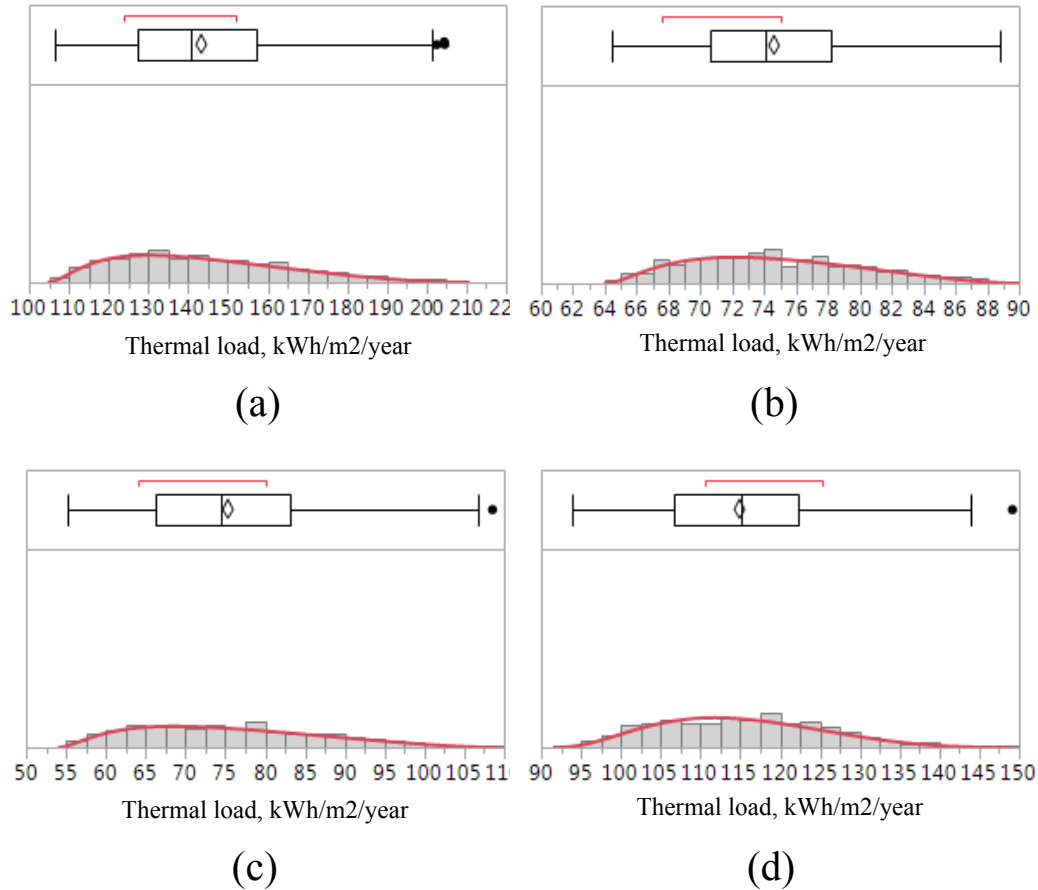 100 110 120 130 140 150 160 170 180 190 200 210 22
Thermal load, kWh/m2/year
(a)
60 62 64 66 68 70 72 74 76 78 80 82 84 86 88 90
Thermal load, kWh/m2/year
(b)
50 55 60 65 70 75 80 85 90 95 100 105 11
Thermal load, kWh/m2/year
(c)
90 95 100 105 110 115 120 125 130 135 140 145 150
Thermal load, kWh/m2/year
(d)